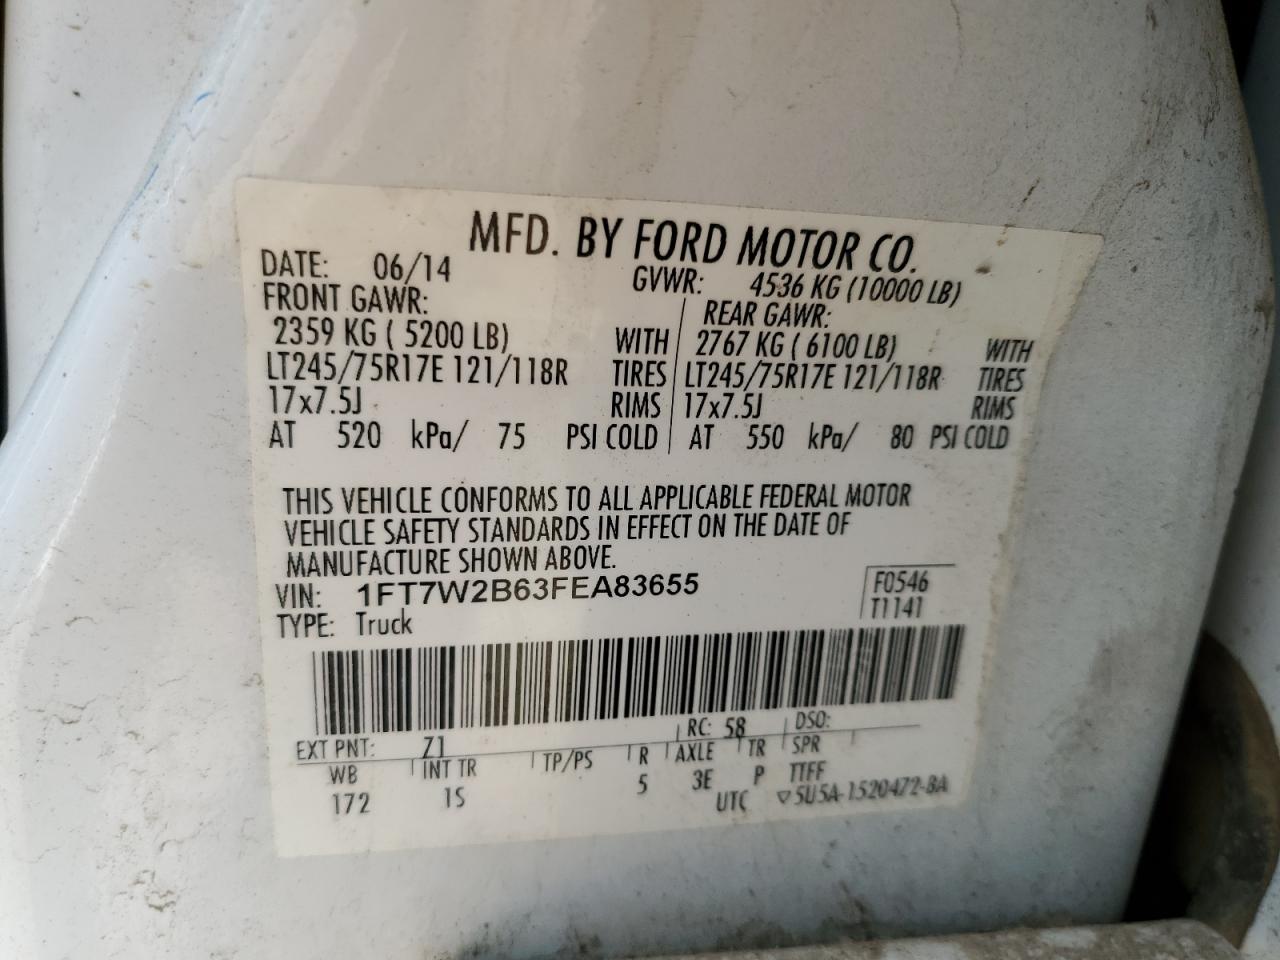 MFD. BY FORD MOTOR CO.
DATE: 06/14 GVWR: 4536 KG (10000 LB)
FRONT GAWR: REAR GAWR:
2359 KG ( 5200 LB) WITH 2767 KG ( 6100 LB) WITH
LT245/75R17E 121/118R TIRES LT245/75R17E 121/118R TIRES
17x7.5J RIMS 17x7.5J RIMS
AT 520 kPa/ 75 PSI COLD AT 550 kPa/ 80 PSI COLD
THIS VEHICLE CONFORMS TO ALL APPLICABLE FEDERAL MOTOR
VEHICLE SAFETY STANDARDS IN EFFECT ON THE DATE OF
MANUFACTURE SHOWN ABOVE.
VIN: 1FT7W2B63FEA83655 F0546
TYPE: Truck T1141
EXT PNT: Z1 RC: 58 DSO:
WB INT TR TP/PS R AXLE TR SPR
172 1S 5 3E P TTFF
UTC ▽5U5A-1520472-BA